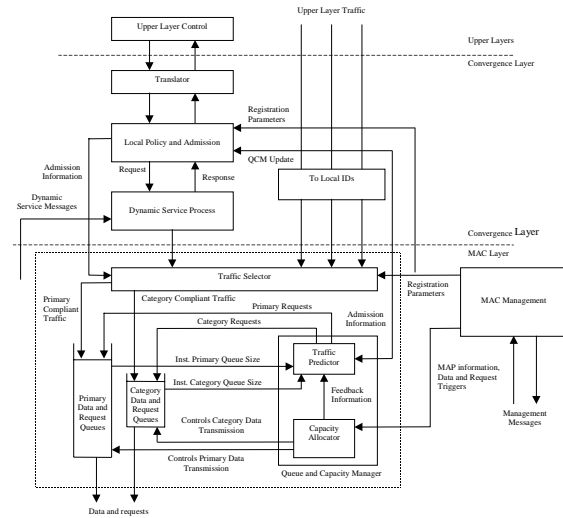 Upper Layer Control
Upper Layer Traffic
Upper Layers
Convergence Layer
Translator
Registration
Parameters
Local Policy and Admission
Admission
Information
Request
Response
QCM Update
To Local IDs
Dynamic
Service Messages
Dynamic Service Process
Convergence Layer
MAC Layer
Traffic Selector
Registration
Parameters
MAC Management
Primary
Compliant
Traffic
Category Compliant Traffic
Primary Requests
Category Requests
Admission
Information
Traffic
Predictor
Inst. Primary Queue Size
Inst. Category Queue Size
MAP information,
Data and Request
Triggers
Primary
Data and
Request
Queues
Category
Data and
Request
Queues
Feedback
Information
Management
Messages
Controls Category Data
Transmission
Capacity
Allocator
Controls Primary Data
Transmission
Queue and Capacity Manager
Data and requests